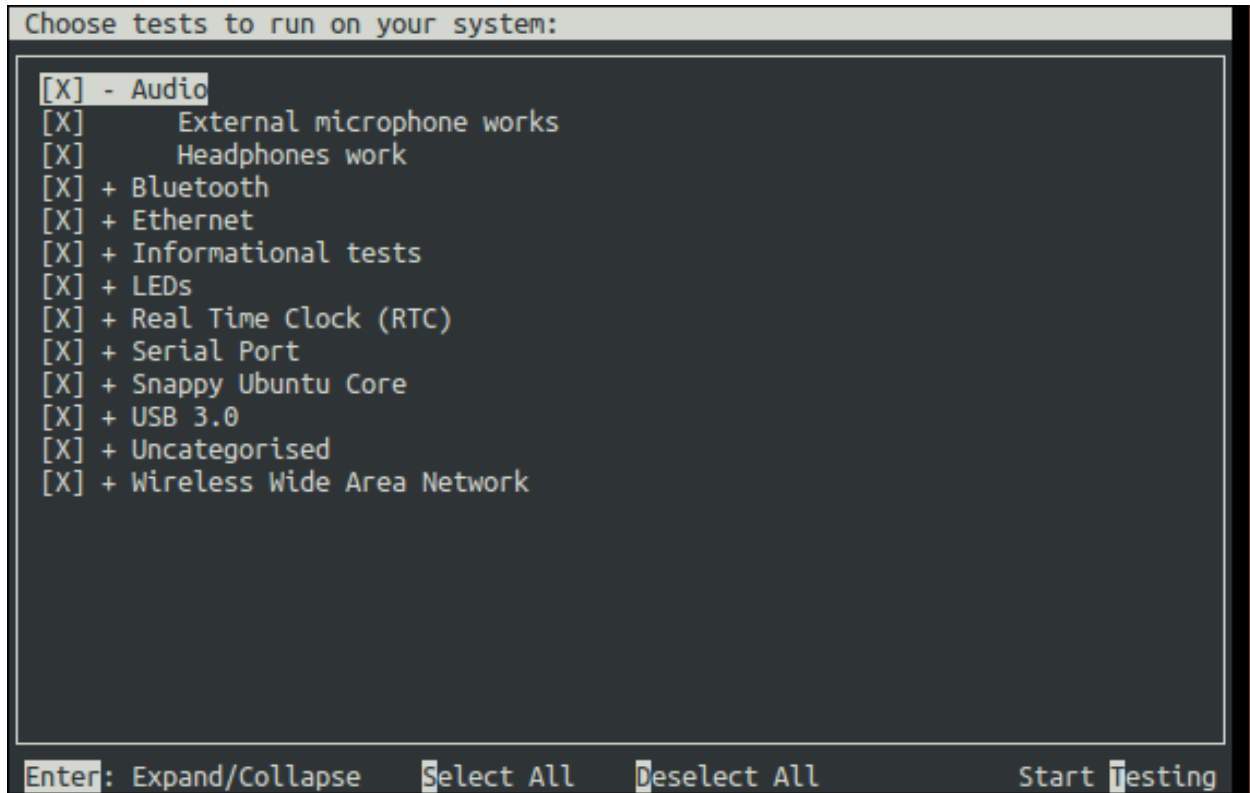 Choose tests to run on your system:
[X] - Audio
[X]      External microphone works
[X]      Headphones work
[X] + Bluetooth
[X] + Ethernet
[X] + Informational tests
[X] + LEDs
[X] + Real Time Clock (RTC)
[X] + Serial Port
[X] + Snappy Ubuntu Core
[X] + USB 3.0
[X] + Uncategorised
[X] + Wireless Wide Area Network
Enter: Expand/Collapse    Select All    Deselect All    Start Testing